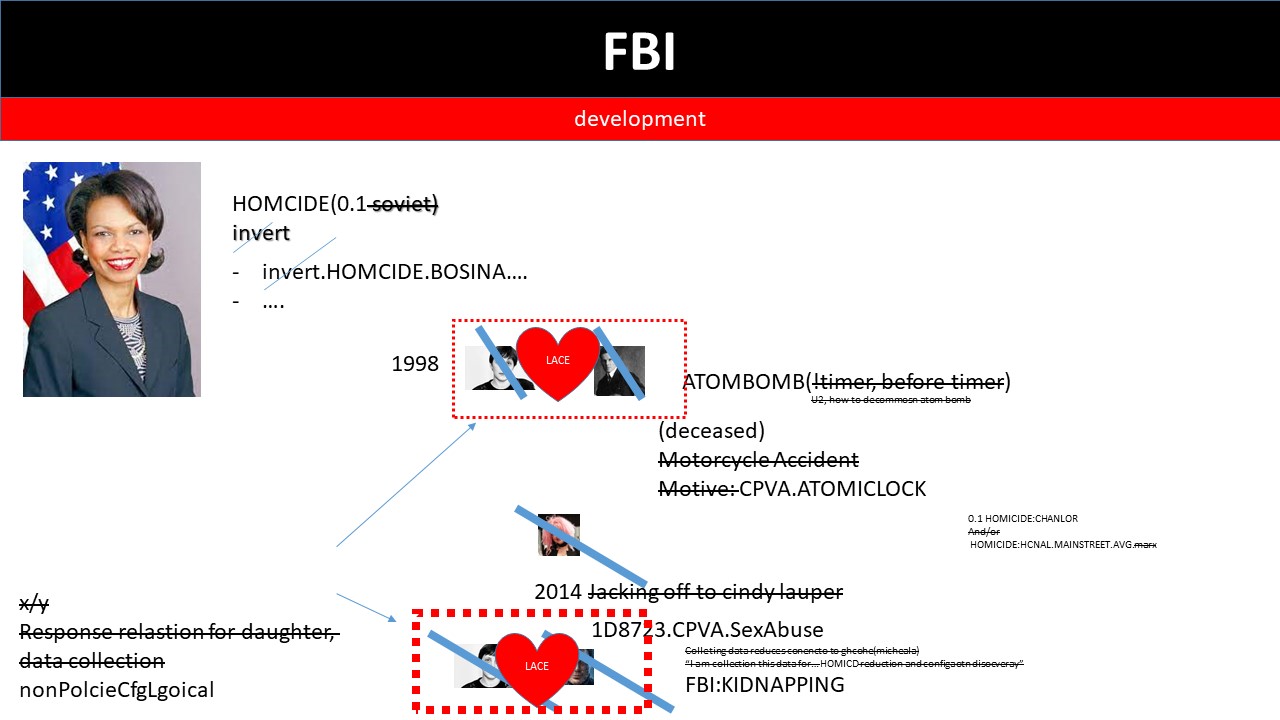 FBI
development
HOMCIDE(0.1 soviet)
invert
- invert.HOMCIDE.BOSINA....
- ....
1998
LACE
ATOMBOMB(!timer, before timer)
U2, how to decommosn atom bomb
(deceased)
Motorcycle Accident
Motive: CPVA.ATOMICLOCK
0.1 HOMICIDE:CHANLOR
And/or
HOMICIDE:HCNAL.MAINSTREET.AVG.marx
2014 Jacking off to cindy lauper
x/y
Response relastion for daughter,
data collection
nonPolcieCfgLgoical
1D8723.CPVA.SexAbuse
LACE
Colleting data reduces conencto to ghcohe(micheala)
"I am collection this data for...HOMICD reduction and configaotn disoveray"
FBI:KIDNAPPING